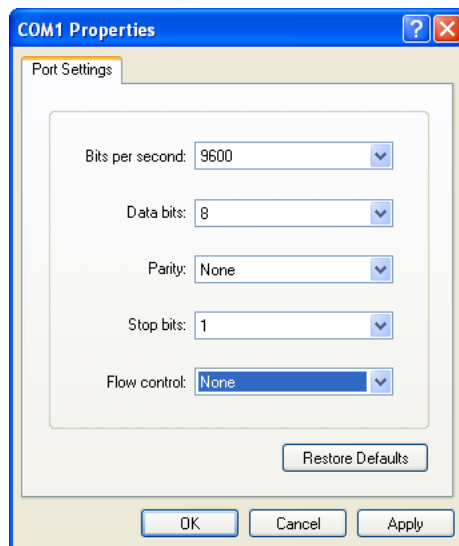 COM1 Properties
Port Settings
Bits per second: 9600
Data bits: 8
Parity: None
Stop bits: 1
Flow control: None
Restore Defaults
OK Cancel Apply